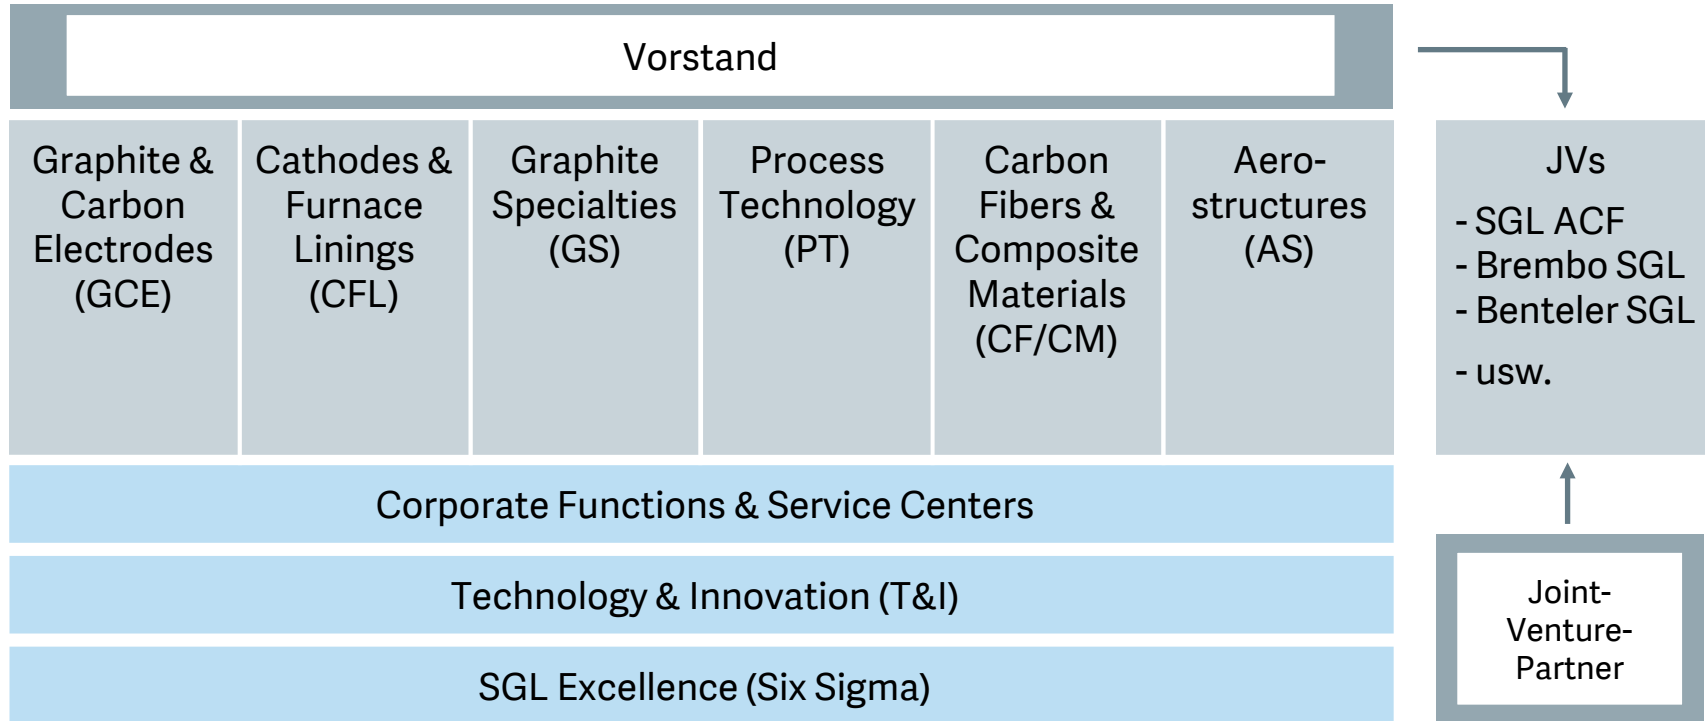 Vorstand
Graphite &
Carbon
Electrodes
(GCE)
Cathodes &
Furnace
Linings
(CFL)
Graphite
Specialties
(GS)
Process
Technology
(PT)
Carbon
Fibers &
Composite
Materials
(CF/CM)
Aero-
structures
(AS)
JVs
- SGL ACF
- Brembo SGL
- Benteler SGL
- usw.
Corporate Functions & Service Centers
Technology & Innovation (T&I)
SGL Excellence (Six Sigma)
Joint-
Venture-
Partner